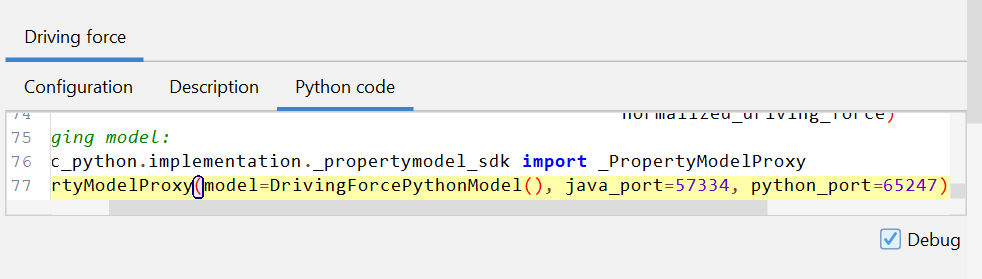 Driving force
Configuration Description Python code
74 normalized_driving_force)
75 ging model:
76 c_python.implementation._propertymodel_sdk import _PropertyModelProxy
77 rtyModelProxy(model=DrivingForcePythonModel(), java_port=57334, python_port=65247)
Debug